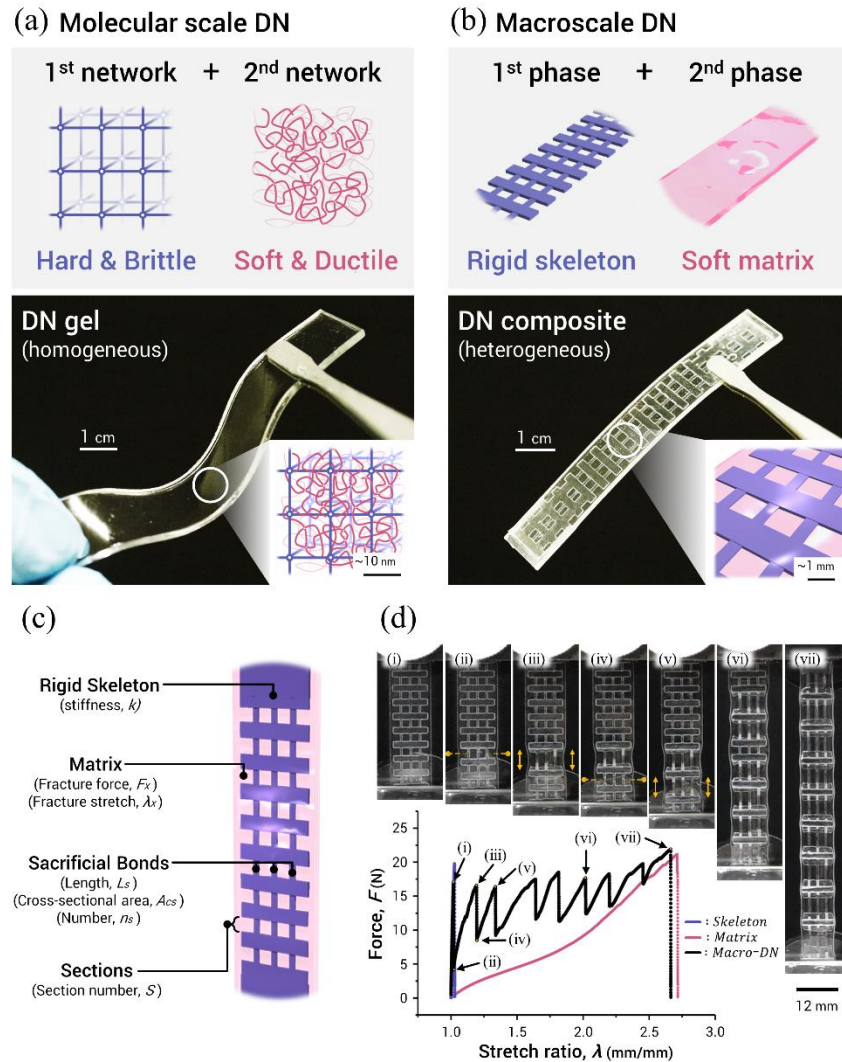 (a) Molecular scale DN
1st network + 2nd network
Hard & Brittle Soft & Ductile
DN gel
(homogeneous)
1 cm
~10 nm
(b) Macroscale DN
1st phase + 2nd phase
Rigid skeleton Soft matrix
DN composite
(heterogeneous)
1 cm
~1 mm
(c)
Rigid Skeleton
(stiffness, k)
Matrix
(Fracture force, Fx)
(Fracture stretch, λx)
Sacrificial Bonds
(Length, Ls)
(Cross-sectional area, Acs)
(Number, ns)
Sections
(Section number, S)
(d)
(i) (ii) (iii) (iv) (v) (vi) (vii)
25
20
15
10
5
0
Force, F (N)
(i) (iii) (v) (vi) (vii)
(iv)
(ii)
: Skeleton
: Matrix
: Macro-DN
1.0 1.5 2.0 2.5 3.0
Stretch ratio, λ (mm/mm)
12 mm